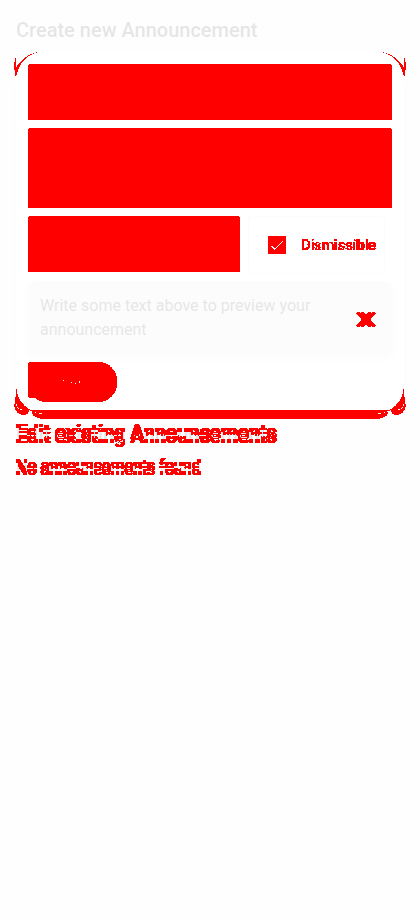 Create new Announcement
Dismissible
Write some text above to preview your
announcement
Edit existing Announcements
No announcements found